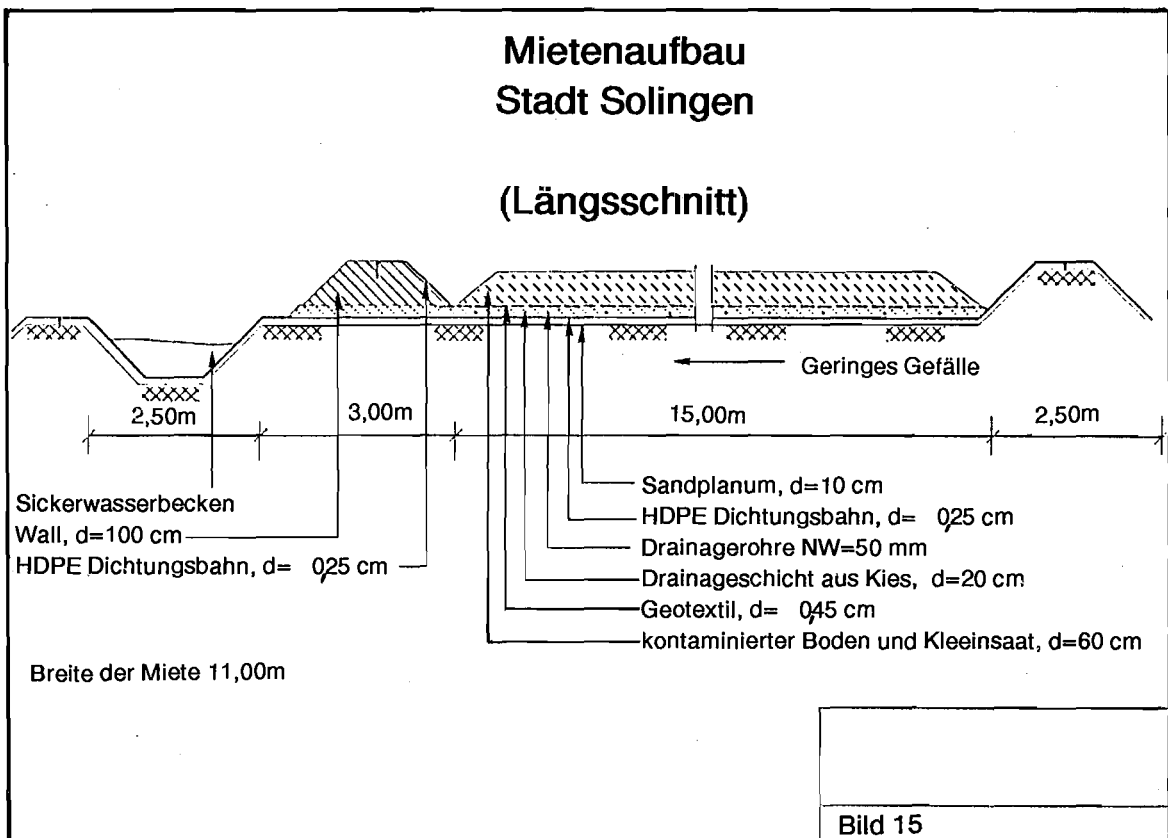 Mietenaufbau
Stadt Solingen
(Längsschnitt)
Geringes Gefälle
2,50m
3,00m
15,00m
2,50m
Sickerwasserbecken
Wall, d=100 cm
HDPE Dichtungsbahn, d= 0,25 cm
Sandplanum, d=10 cm
HDPE Dichtungsbahn, d= 0,25 cm
Drainagerohre NW=50 mm
Drainageschicht aus Kies, d=20 cm
Geotextil, d= 0,45 cm
kontaminierter Boden und Kleeinsaat, d=60 cm
Breite der Miete 11,00m
Bild 15